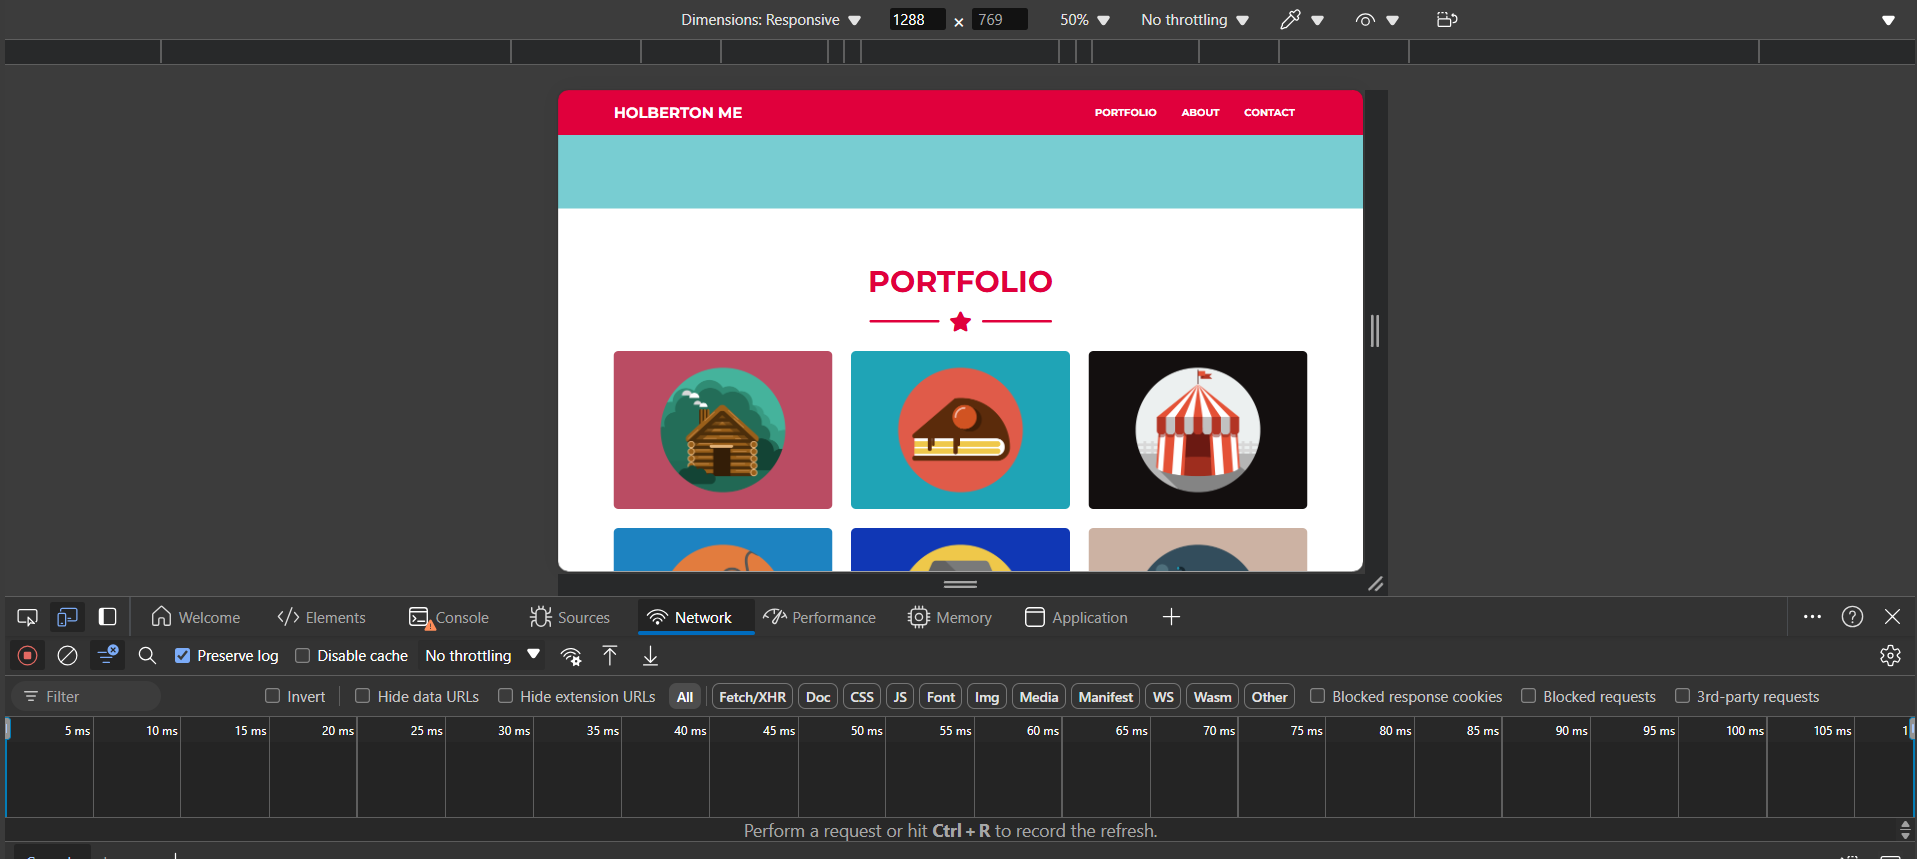 Dimensions: Responsive 1288 × 769 50% No throttling
HOLBERTON ME PORTFOLIO ABOUT CONTACT
PORTFOLIO
Welcome Elements Console Sources Network Performance Memory Application
Preserve log Disable cache No throttling
Filter Invert Hide data URLs Hide extension URLs All Fetch/XHR Doc CSS JS Font Img Media Manifest WS Wasm Other Blocked response cookies Blocked requests 3rd-party requests
5 ms 10 ms 15 ms 20 ms 25 ms 30 ms 35 ms 40 ms 45 ms 50 ms 55 ms 60 ms 65 ms 70 ms 75 ms 80 ms 85 ms 90 ms 95 ms 100 ms 105 ms 1
Perform a request or hit Ctrl + R to record the refresh.